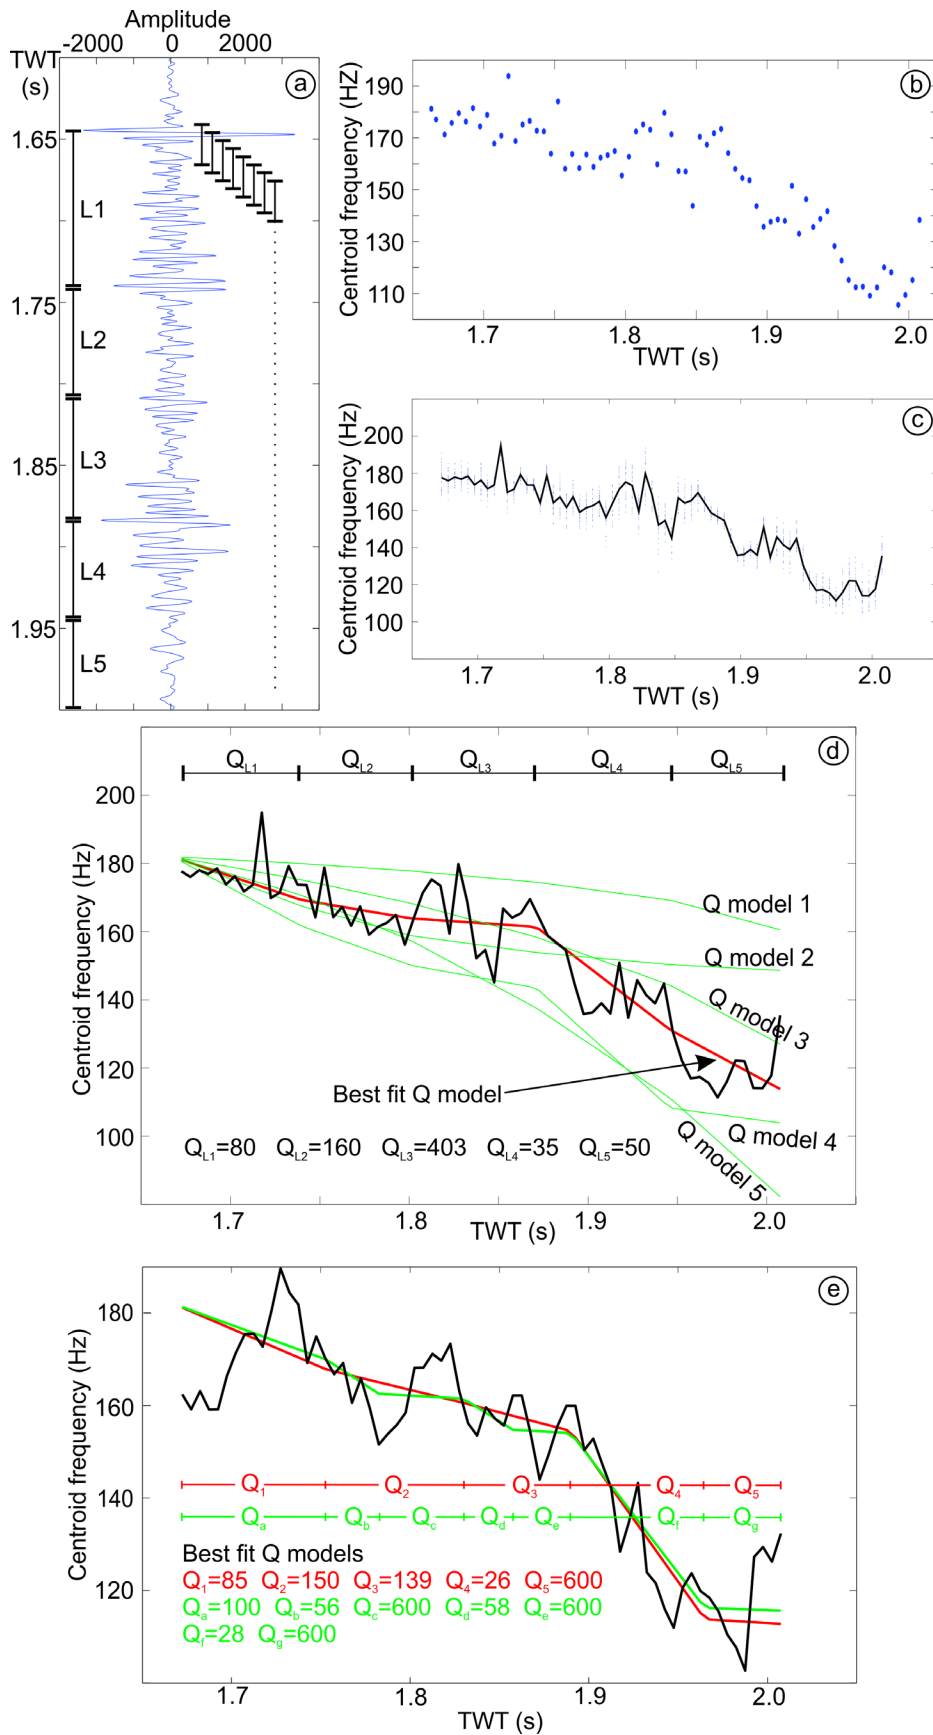 Amplitude
-2000 0 2000
TWT
(s)
a
1.65
L1
1.75
L2
L3
1.85
L4
1.95
L5
b
Centroid frequency (HZ)
190
170
150
130
110
1.7 1.8 1.9 2.0
TWT (s)
c
Centroid frequency (Hz)
200
180
160
140
120
100
1.7 1.8 1.9 2.0
TWT (s)
d
QL1 QL2 QL3 QL4 QL5
Centroid frequency (Hz)
200
180
160
150
120
100
Q model 1
Q model 2
Q model 3
Best fit Q model
Q model 4
Q model 5
QL1=80 QL2=160 QL3=403 QL4=35 QL5=50
1.7 1.8 1.9 2.0
TWT (s)
e
Centroid frequency (Hz)
180
160
140
120
Q1 Q2 Q3 Q4 Q5
Qa Qb Qc Qd Qe Qf Qg
Best fit Q models
Q1=85 Q2=150 Q3=139 Q4=26 Q5=600
Qa=100 Qb=56 Qc=600 Qd=58 Qe=600
Qf=28 Qg=600
1.7 1.8 1.9 2.0
TWT (s)